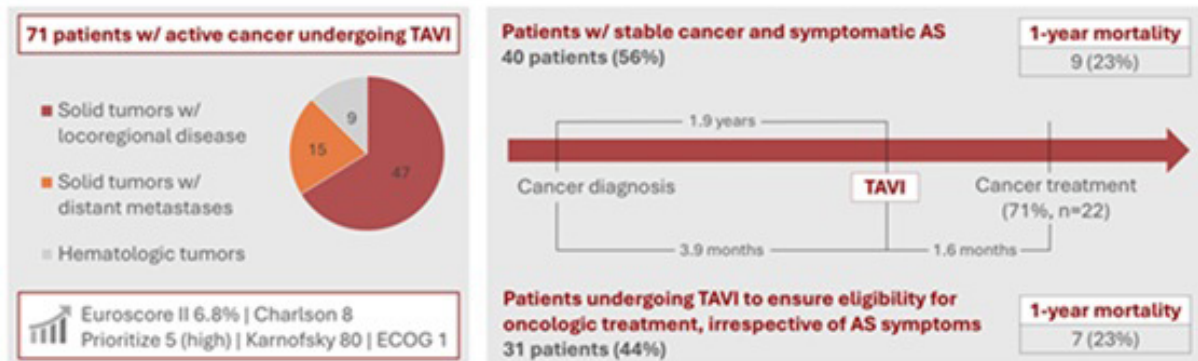 71 patients w/ active cancer undergoing TAVI
Solid tumors w/
locoregional disease
Solid tumors w/
distant metastases
Hematologic tumors
9
15
47
Euroscore II 6.8% | Charlson 8
Prioritize 5 (high) | Karnofsky 80 | ECOG 1
Patients w/ stable cancer and symptomatic AS
40 patients (56%)
1-year mortality
9 (23%)
1.9 years
Cancer diagnosis
TAVI
Cancer treatment
(71%, n=22)
3.9 months
1.6 months
Patients undergoing TAVI to ensure eligibility for
oncologic treatment, irrespective of AS symptoms
31 patients (44%)
1-year mortality
7 (23%)